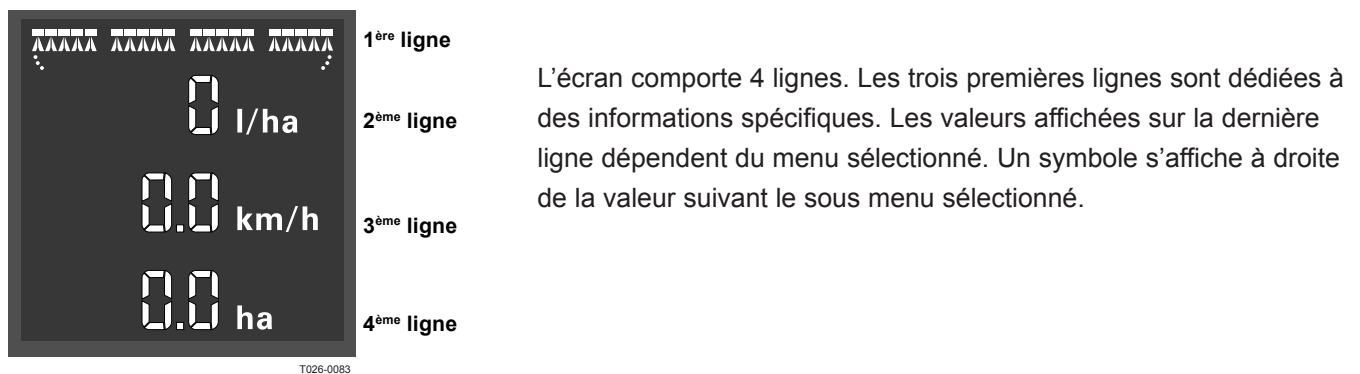 1ère ligne
0 l/ha
2ème ligne
0.0 km/h
3ème ligne
0.0 ha
4ème ligne
T026-0083
L’écran comporte 4 lignes. Les trois premières lignes sont dédiées à
des informations spécifiques. Les valeurs affichées sur la dernière
ligne dépendent du menu sélectionné. Un symbole s’affiche à droite
de la valeur suivant le sous menu sélectionné.